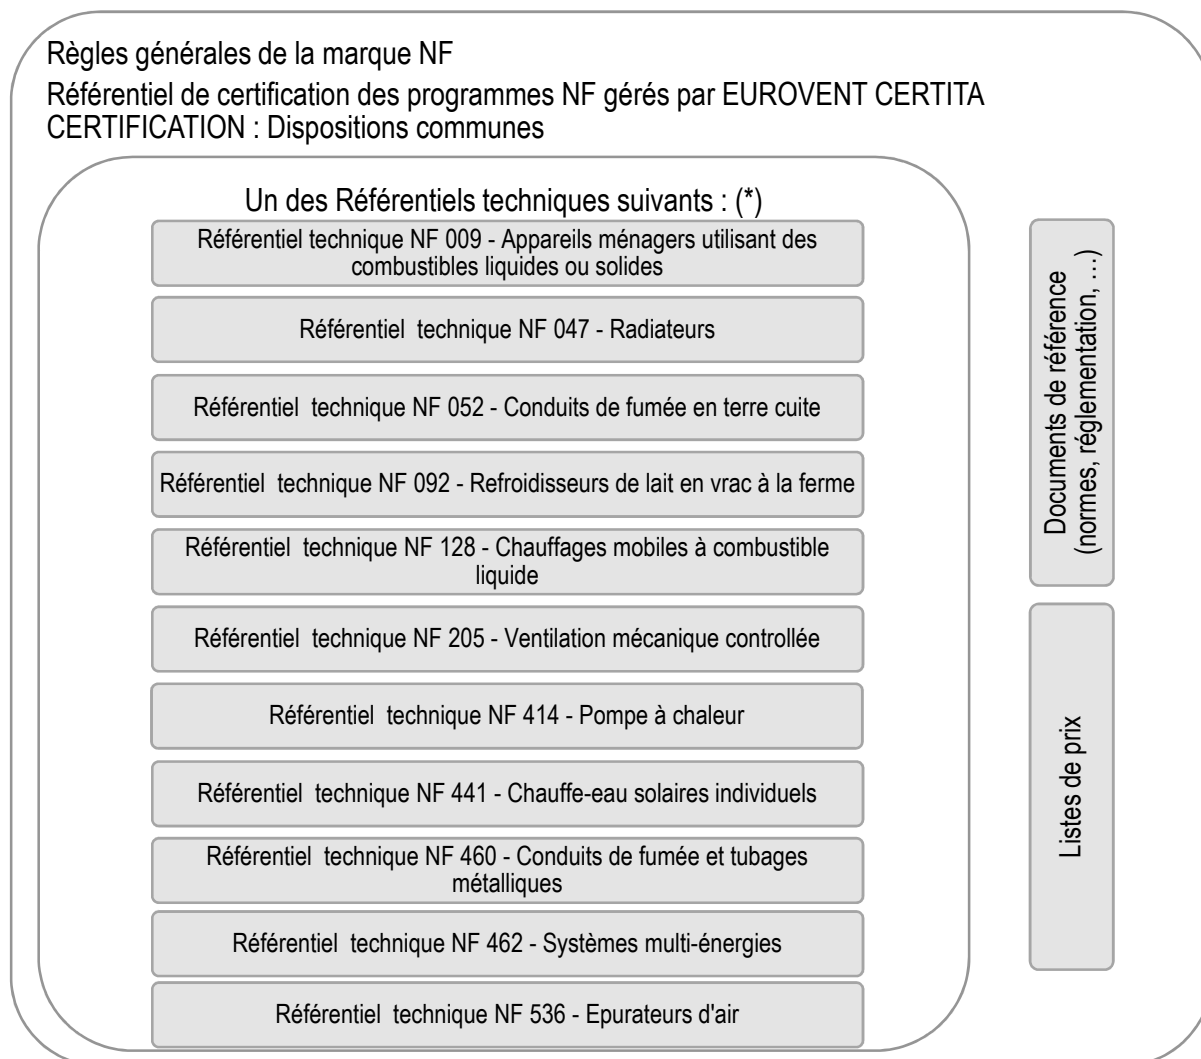 Règles générales de la marque NF
Référentiel de certification des programmes NF gérés par EUROVENT CERTITA
CERTIFICATION : Dispositions communes
Un des Référentiels techniques suivants : (*)
Référentiel technique NF 009 - Appareils ménagers utilisant des
combustibles liquides ou solides
Référentiel technique NF 047 - Radiateurs
Référentiel technique NF 052 - Conduits de fumée en terre cuite
Référentiel technique NF 092 - Refroidisseurs de lait en vrac à la ferme
Référentiel technique NF 128 - Chauffages mobiles à combustible
liquide
Référentiel technique NF 205 - Ventilation mécanique controllée
Référentiel technique NF 414 - Pompe à chaleur
Référentiel technique NF 441 - Chauffe-eau solaires individuels
Référentiel technique NF 460 - Conduits de fumée et tubages
métalliques
Référentiel technique NF 462 - Systèmes multi-énergies
Référentiel technique NF 536 - Epurateurs d'air
Documents de référence
(normes, réglementation, …)
Listes de prix